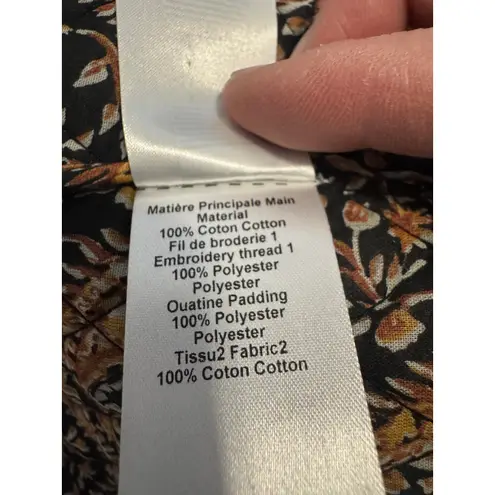 Matière Principale Main
Material
100% Coton Cotton
Fil de broderie 1
Embroidery thread 1
100% Polyester
Polyester
Ouatine Padding
100% Polyester
Polyester
Tissu2 Fabric2
100% Coton Cotton